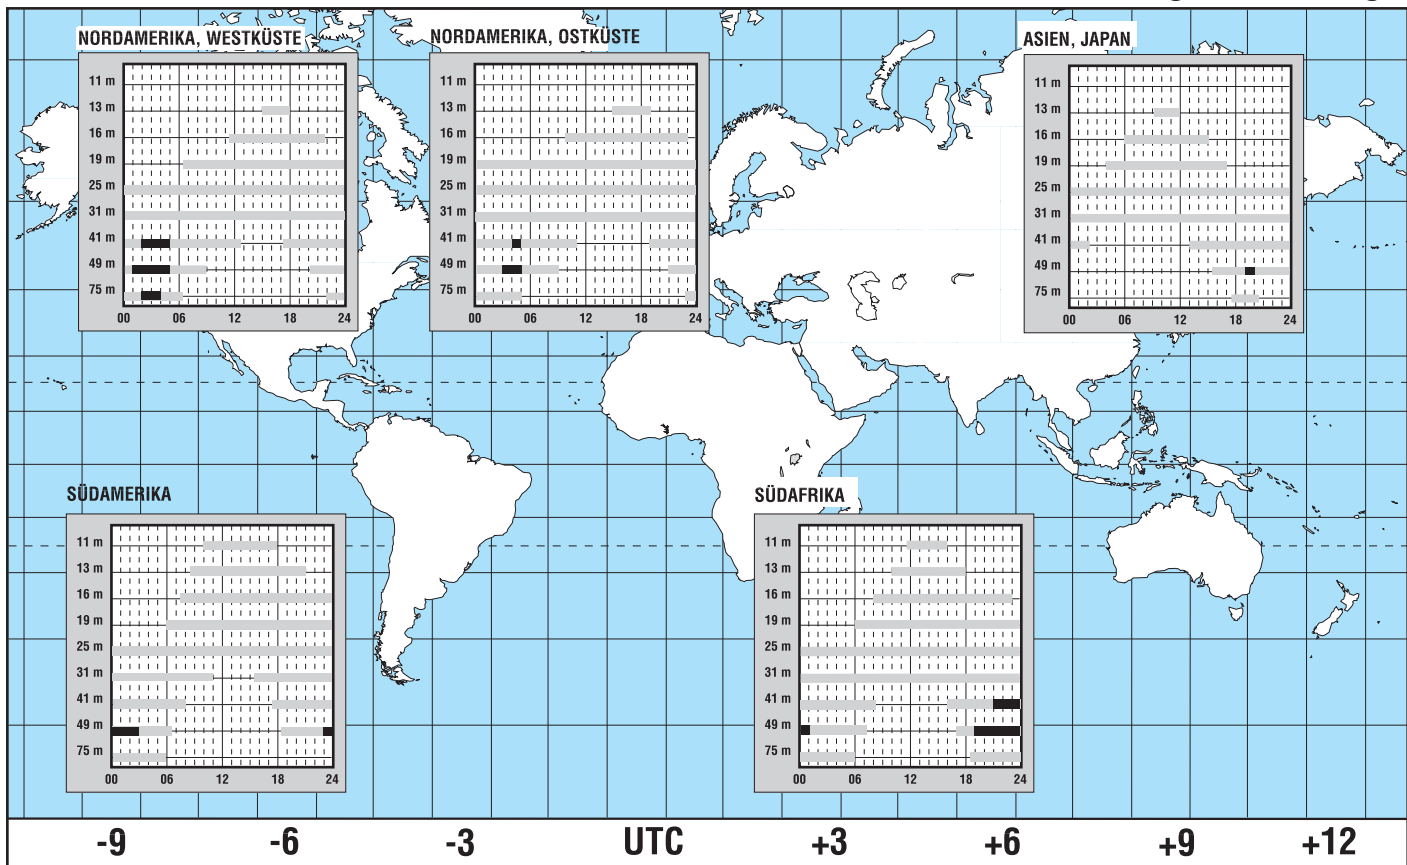 NORDAMERIKA, WESTKÜSTE
11 m
13 m
16 m
19 m
25 m
31 m
41 m
49 m
75 m
00 06 12 18 24
NORDAMERIKA, OSTKÜSTE
11 m
13 m
16 m
19 m
25 m
31 m
41 m
49 m
75 m
00 06 12 18 24
ASIEN, JAPAN
11 m
13 m
16 m
19 m
25 m
31 m
41 m
49 m
75 m
00 06 12 18 24
SÜDAMERIKA
11 m
13 m
16 m
19 m
25 m
31 m
41 m
49 m
75 m
00 06 12 18 24
SÜDAFRIKA
11 m
13 m
16 m
19 m
25 m
31 m
41 m
49 m
75 m
00 06 12 18 24
-9 -6 -3 UTC +3 +6 +9 +12